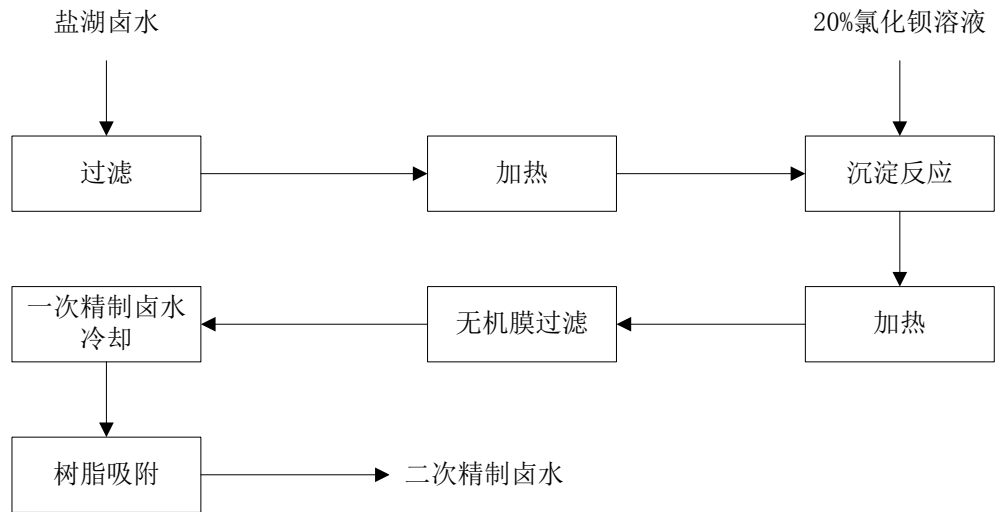 盐湖卤水
20%氯化钡溶液
过滤
加热
沉淀反应
一次精制卤水
冷却
无机膜过滤
加热
树脂吸附
二次精制卤水